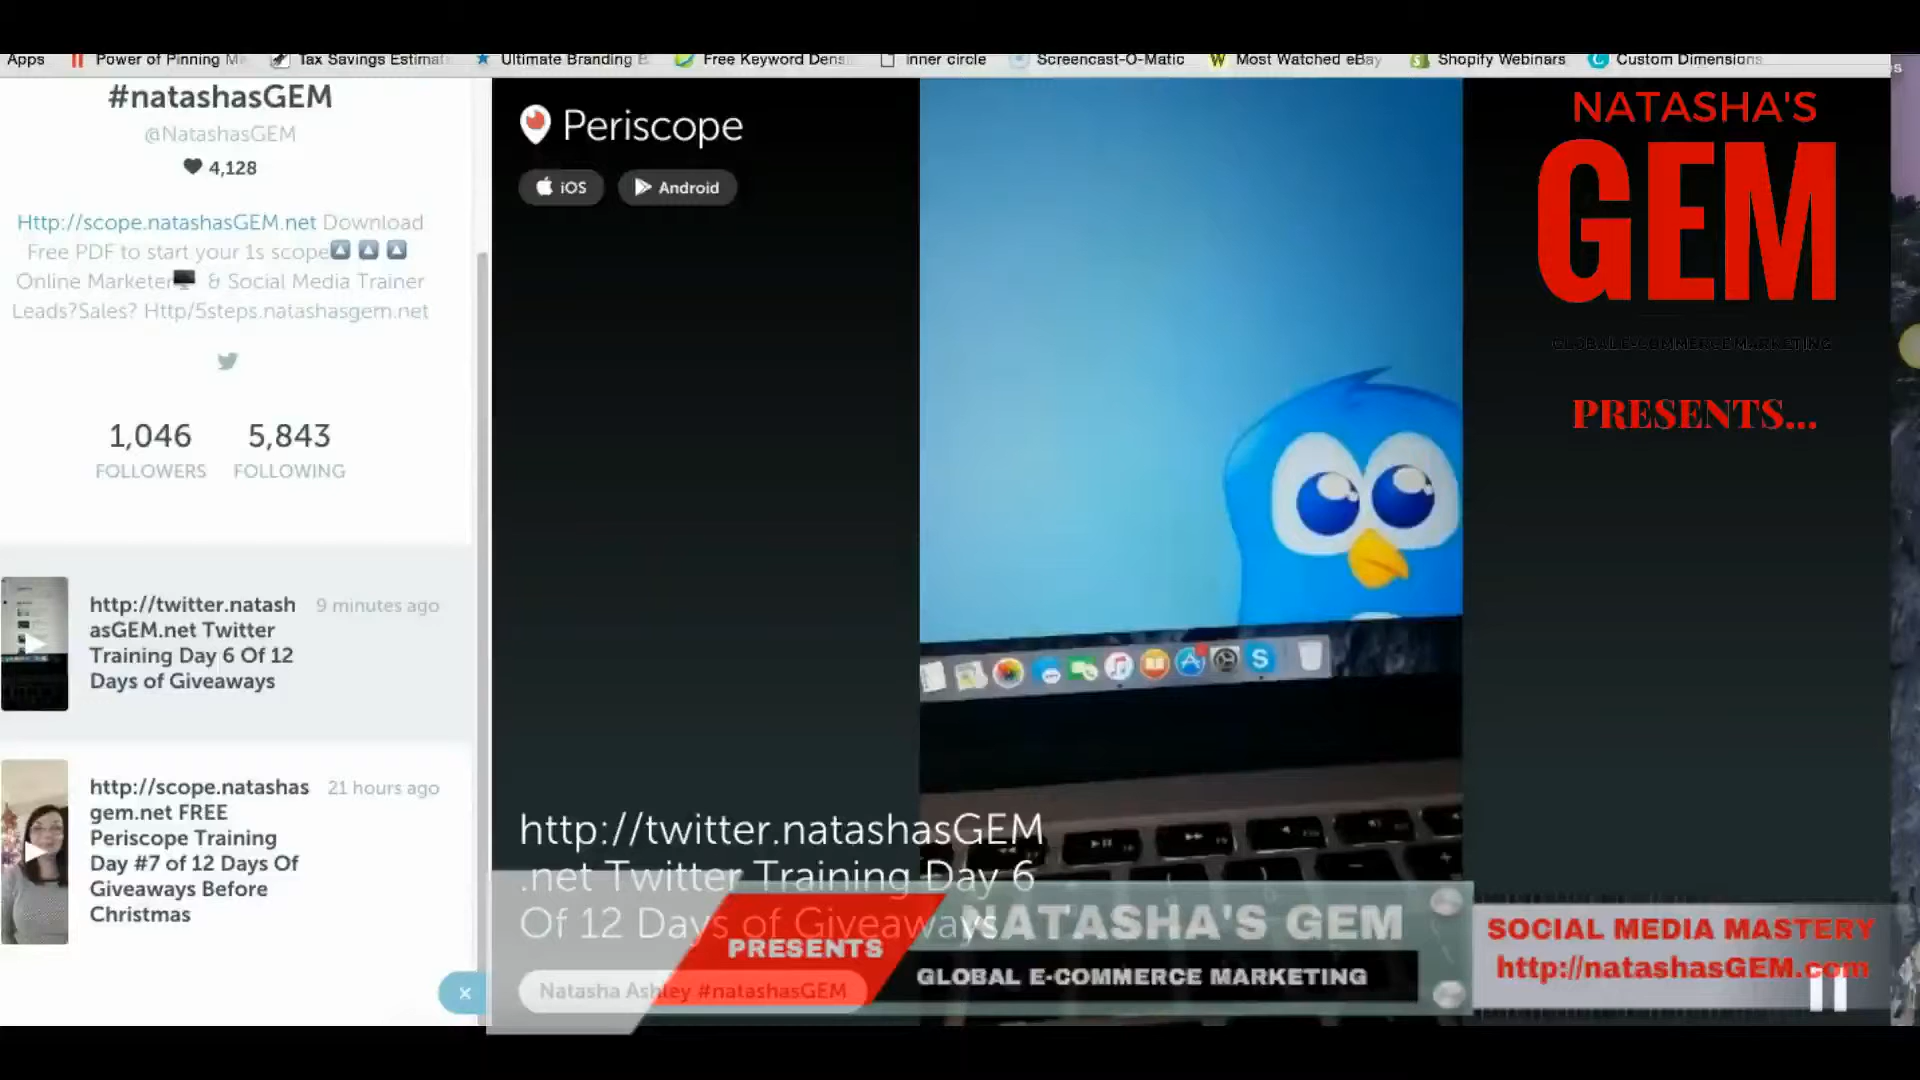 Apps
Power of Pinning M
Tax Savings Estimat
Ultimate Branding B
Free Keyword Dens
inner circle
Screencast-O-Matic
Most Watched eBay
Shopify Webinars
Custom Dimensions
#natashasGEM
@NatashasGEM
4,128
Http://scope.natashasGEM.net Download
Free PDF to start your 1s scope
Online Marketer & Social Media Trainer
Leads?Sales? Http/5steps.natashasgem.net
1,046 5,843
FOLLOWERS FOLLOWING
http://twitter.natash 9 minutes ago
asGEM.net Twitter
Training Day 6 Of 12
Days of Giveaways
http://scope.natashas 21 hours ago
gem.net FREE
Periscope Training
Day #7 of 12 Days Of
Giveaways Before
Christmas
Periscope
iOS Android
http://twitter.natashasGEM
.net Twitter Training Day 6
Of 12 Days of Giveaways
Natasha Ashley #natashasGEM
PRESENTS
NATASHA'S GEM
GLOBAL E-COMMERCE MARKETING
NATASHA'S
GEM
GLOBAL E-COMMERCE MARKETING
PRESENTS...
SOCIAL MEDIA MASTERY
http://natashasGEM.com